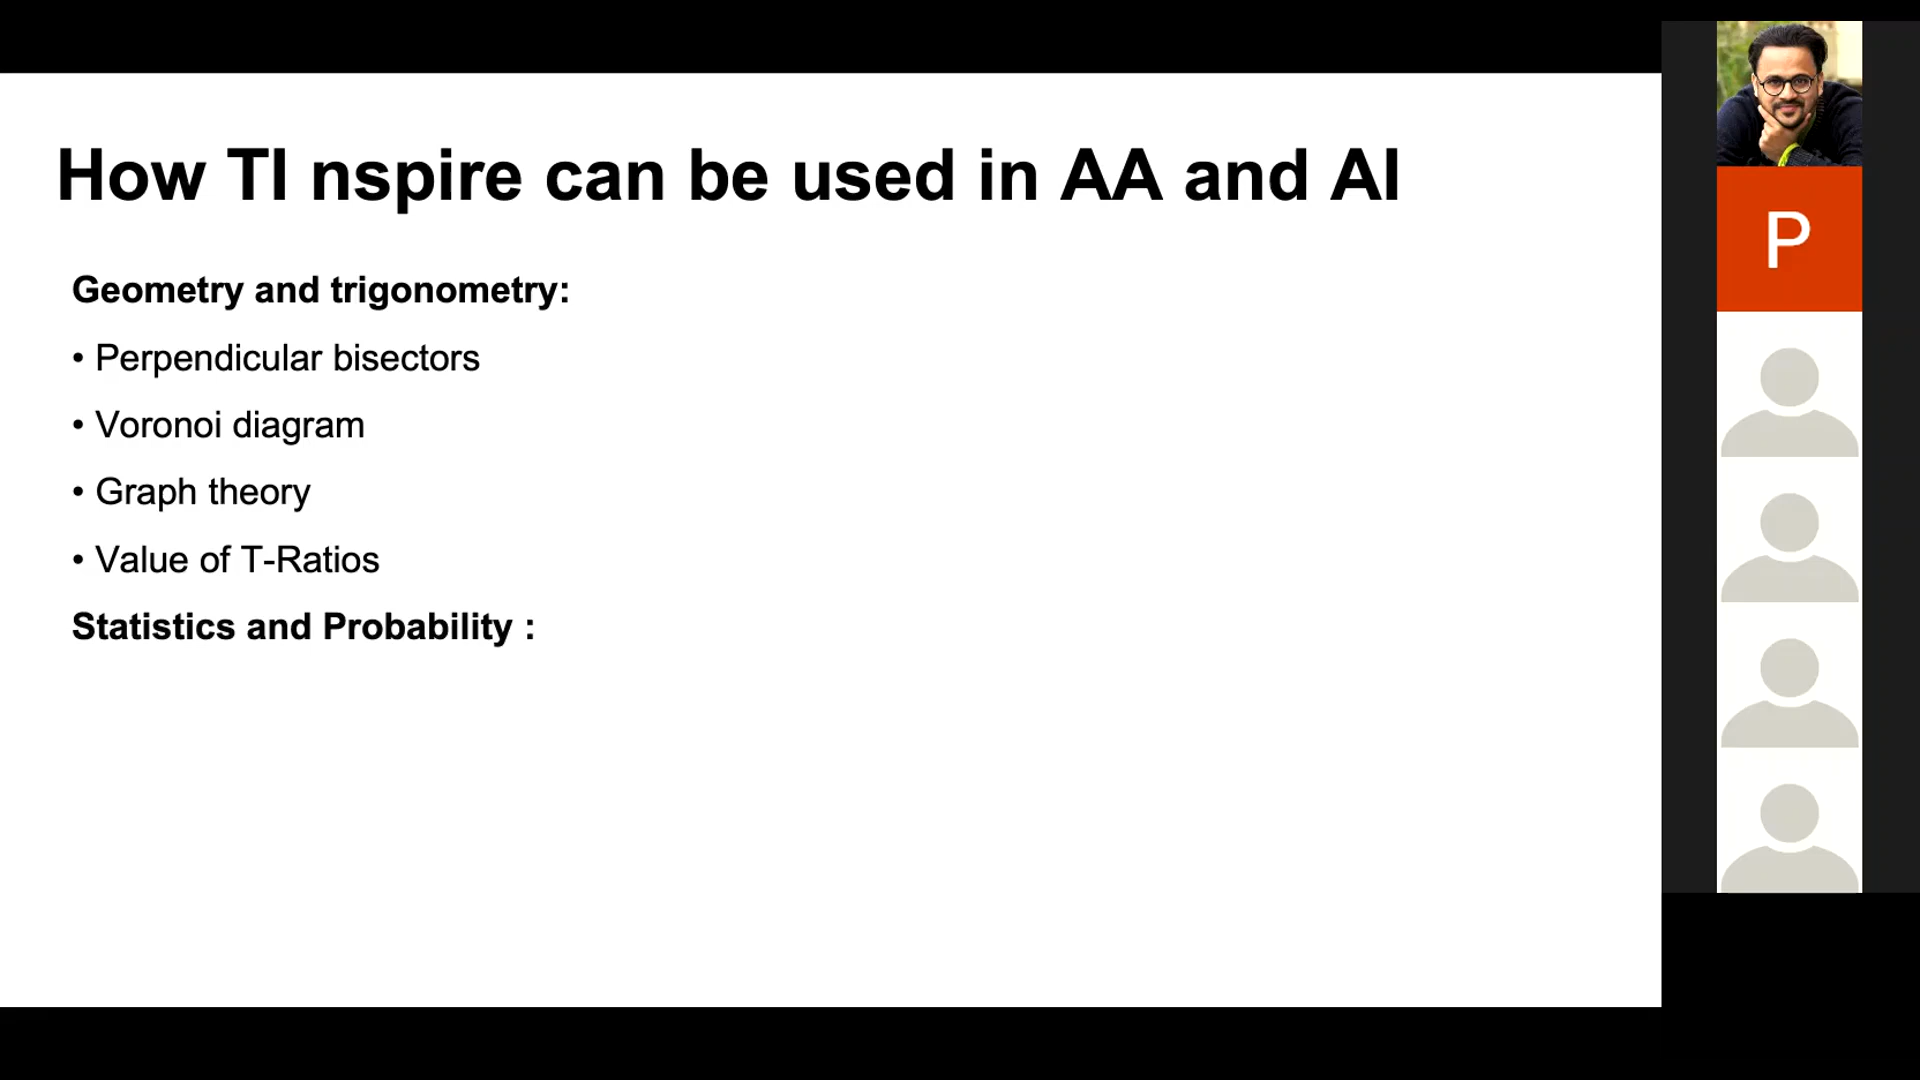 How TI nspire can be used in AA and AI
Geometry and trigonometry:
• Perpendicular bisectors
• Voronoi diagram
• Graph theory
• Value of T-Ratios
Statistics and Probability :
P